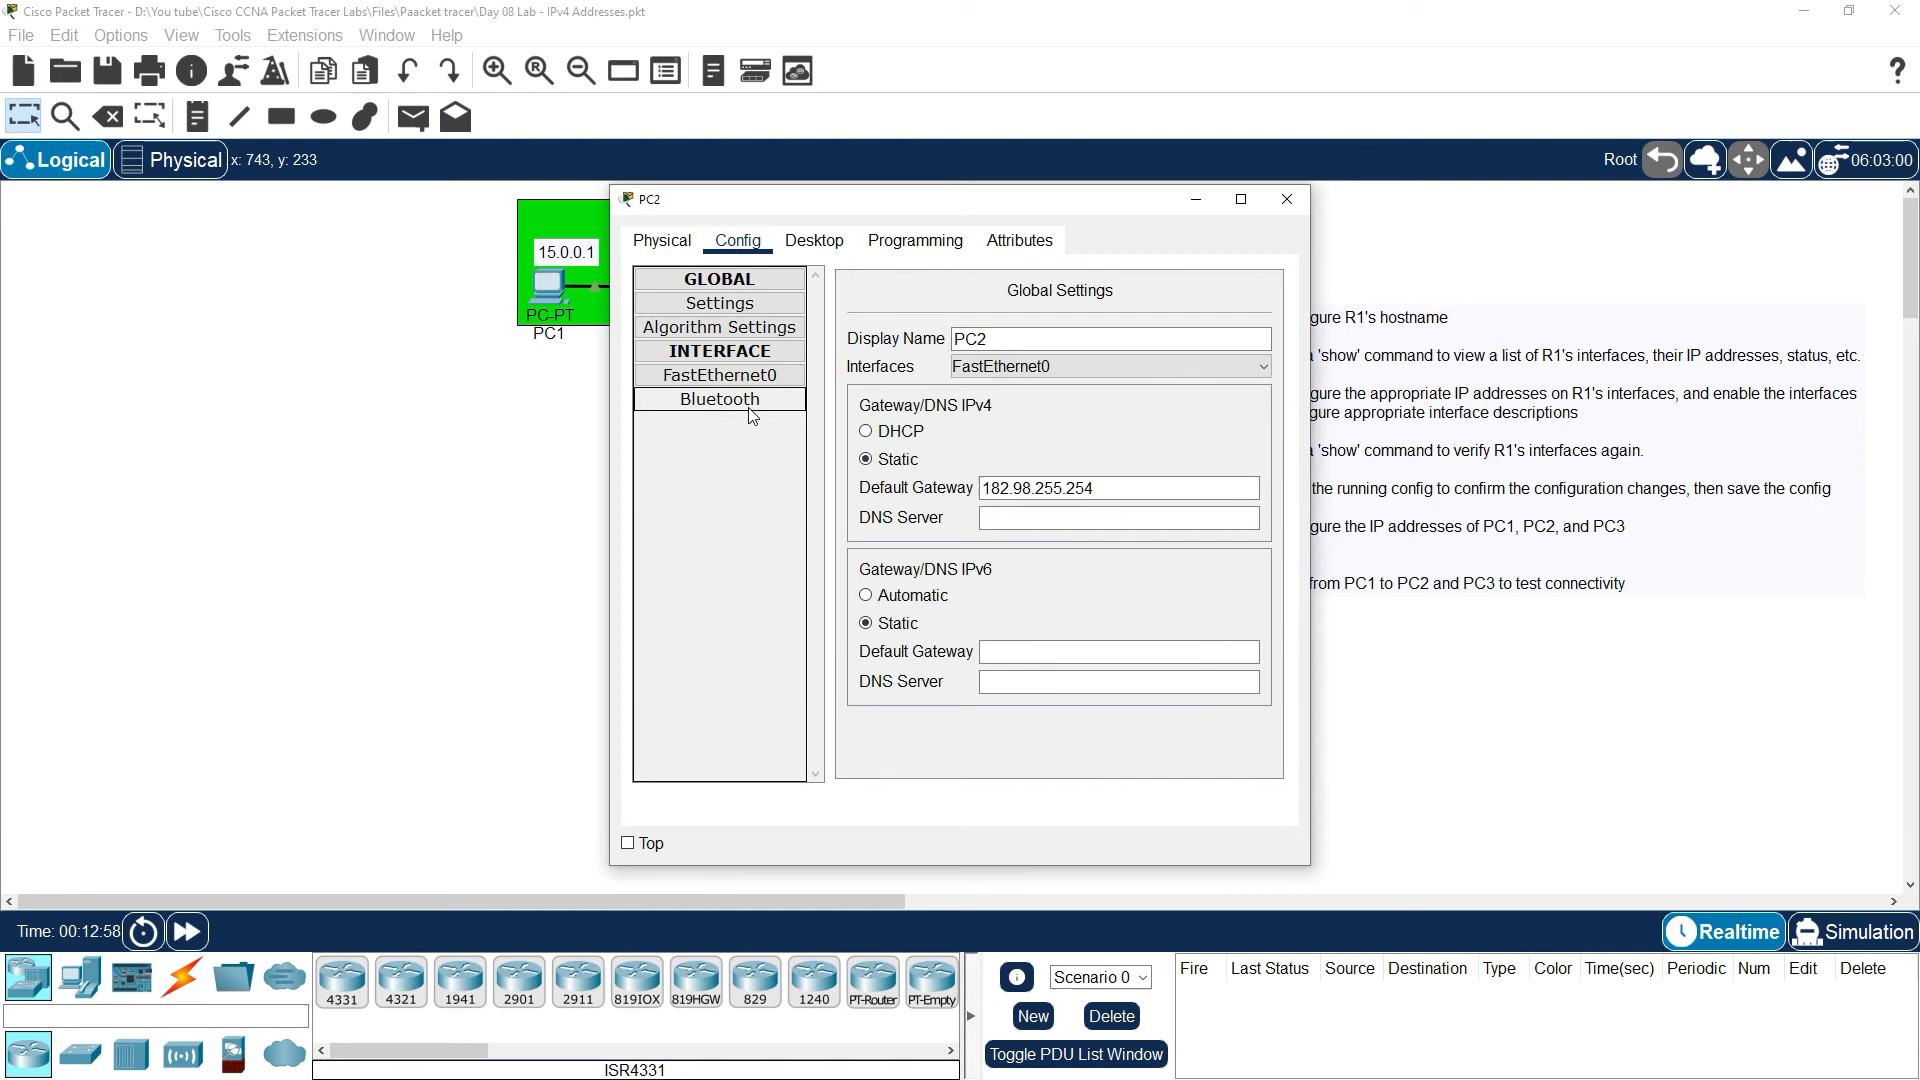 Cisco Packet Tracer - D:\You tube\Cisco CCNA Packet Tracer Labs\Files\Paacket tracer\Day 08 Lab - IPv4 Addresses.pkt
File Edit Options View Tools Extensions Window Help
Logical Physical x: 743, y: 233 Root 06:03:00
15.0.0.1
PC-PT
PC1
PC2
Physical Config Desktop Programming Attributes
GLOBAL
Settings
Algorithm Settings
INTERFACE
FastEthernet0
Bluetooth
Global Settings
Display Name PC2
Interfaces FastEthernet0
Gateway/DNS IPv4
DHCP
Static
Default Gateway 182.98.255.254
DNS Server
Gateway/DNS IPv6
Automatic
Static
Default Gateway
DNS Server
Top
gure R1's hostname
'show' command to view a list of R1's interfaces, their IP addresses, status, etc.
gure the appropriate IP addresses on R1's interfaces, and enable the interfaces
gure appropriate interface descriptions
'show' command to verify R1's interfaces again.
the running config to confirm the configuration changes, then save the config
gure the IP addresses of PC1, PC2, and PC3
from PC1 to PC2 and PC3 to test connectivity
Time: 00:12:58 Realtime Simulation
4331 4321 1941 2901 2911 819IOX 819HGW 829 1240 PT-Router PT-Empty
ISR4331
Scenario 0
New Delete
Toggle PDU List Window
Fire Last Status Source Destination Type Color Time(sec) Periodic Num Edit Delete